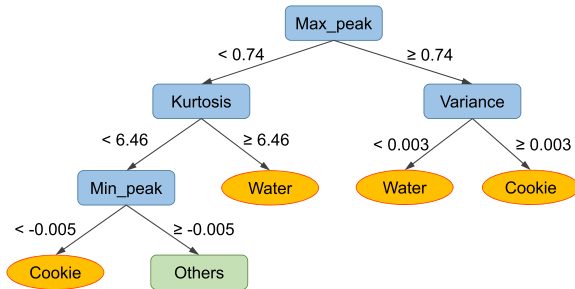 Max_peak
< 0.74
≥ 0.74
Kurtosis
Variance
< 6.46
≥ 6.46
< 0.003
≥ 0.003
Min_peak
Water
Water
Cookie
< -0.005
≥ -0.005
Cookie
Others